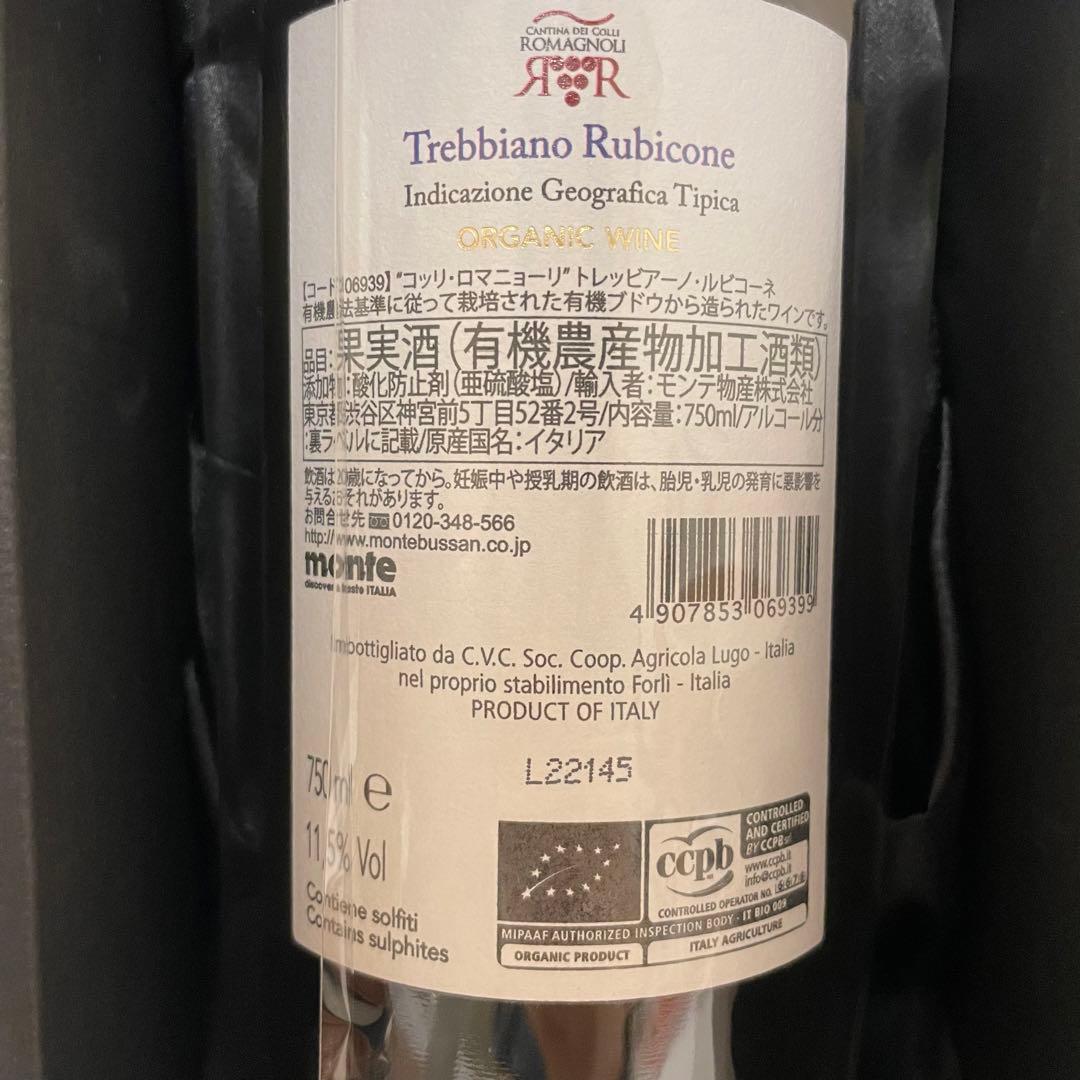 CANTINA DEI COLLI
ROMAGNOLI
RR
Trebbiano Rubicone
Indicazione Geografica Tipica
ORGANIC WINE
【コード106939】"コッリ・ロマニョーリ"トレッビアーノ・ルビコーネ
有機農法基準に従って栽培された有機ブドウから造られたワインです。
品目:果実酒(有機農産物加工酒類)
添加物:酸化防止剤(亜硫酸塩)/輸入者:モンテ物産株式会社
東京都渋谷区神宮前5丁目52番2号/内容量:750ml/アルコール分
:裏ラベルに記載/原産国名:イタリア
飲酒は20歳になってから。妊娠中や授乳期の飲酒は、胎児・乳児の発育に悪影響を
与えるおそれがあります。
お問合せ先 0120-348-566
http://www.montebussan.co.jp
monte
discover & taste ITALIA
4 907853 069399
Imbottigliato da C.V.C. Soc. Coop. Agricola Lugo - Italia
nel proprio stabilimento Forlì - Italia
PRODUCT OF ITALY
L22145
750 ml e
11,5% Vol
Contiene solfiti
Contains sulphites
ccpb
CONTROLLED
AND CERTIFIED
BY CCPB srl
www.ccpb.it
info@ccpb.it
CONTROLLED OPERATOR NO.
MIPAAF AUTHORIZED INSPECTION BODY - IT BIO 009
ORGANIC PRODUCT
ITALY AGRICULTURE